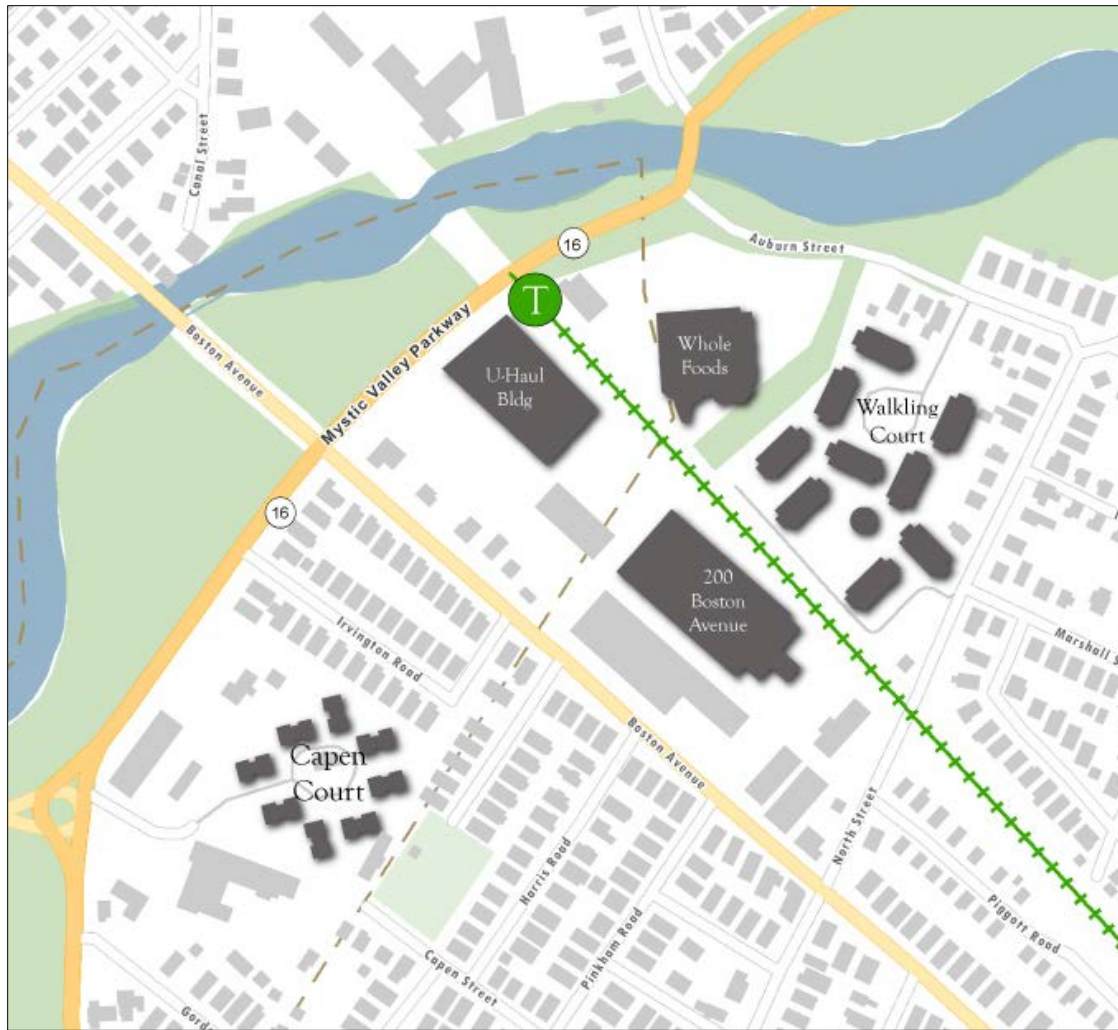 Canal Street
16
Auburn Street
T
Boston Avenue
Mystic Valley Parkway
U-Haul
Bldg
Whole
Foods
Walkling
Court
16
200
Boston
Avenue
Irvington Road
Marshall S
Boston Avenue
Capen
Court
North Street
Harris Road
Piggott Road
Pinkham Road
Capen Street
Gord